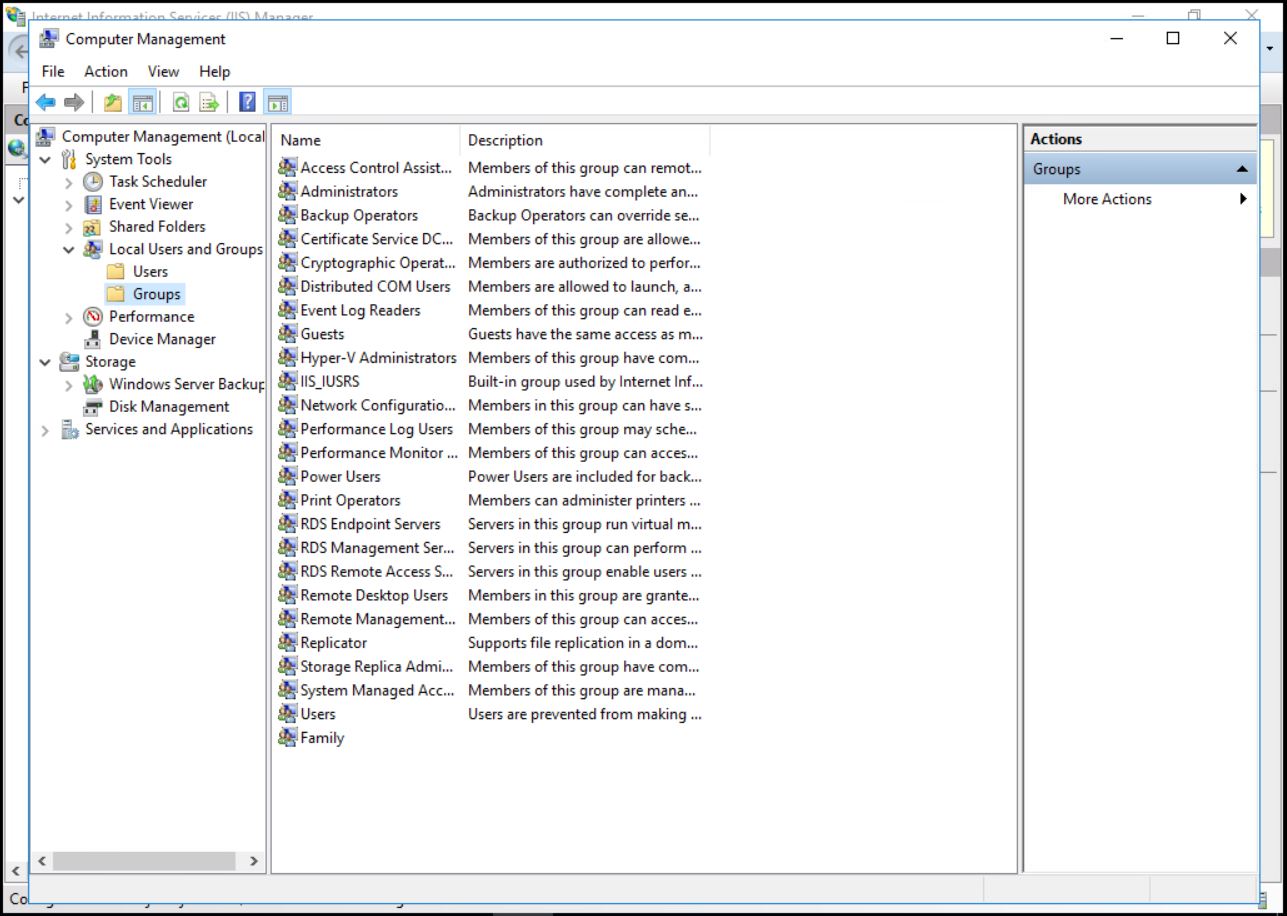 Internet Information Services (IIS) Manager
Computer Management
File Action View Help
Computer Management (Local
System Tools
Task Scheduler
Event Viewer
Shared Folders
Local Users and Groups
Users
Groups
Performance
Device Manager
Storage
Windows Server Backup
Disk Management
Services and Applications
Name Description
Access Control Assist... Members of this group can remot...
Administrators Administrators have complete an...
Backup Operators Backup Operators can override se...
Certificate Service DC... Members of this group are allowe...
Cryptographic Operat... Members are authorized to perfor...
Distributed COM Users Members are allowed to launch, a...
Event Log Readers Members of this group can read e...
Guests Guests have the same access as m...
Hyper-V Administrators Members of this group have com...
IIS_IUSRS Built-in group used by Internet Inf...
Network Configuratio... Members in this group can have s...
Performance Log Users Members of this group may sche...
Performance Monitor ... Members of this group can acces...
Power Users Power Users are included for back...
Print Operators Members can administer printers ...
RDS Endpoint Servers Servers in this group run virtual m...
RDS Management Ser... Servers in this group can perform ...
RDS Remote Access S... Servers in this group enable users ...
Remote Desktop Users Members in this group are grante...
Remote Management... Members of this group can acces...
Replicator Supports file replication in a dom...
Storage Replica Admi... Members of this group have com...
System Managed Acc... Members of this group are mana...
Users Users are prevented from making ...
Family
Actions
Groups
More Actions